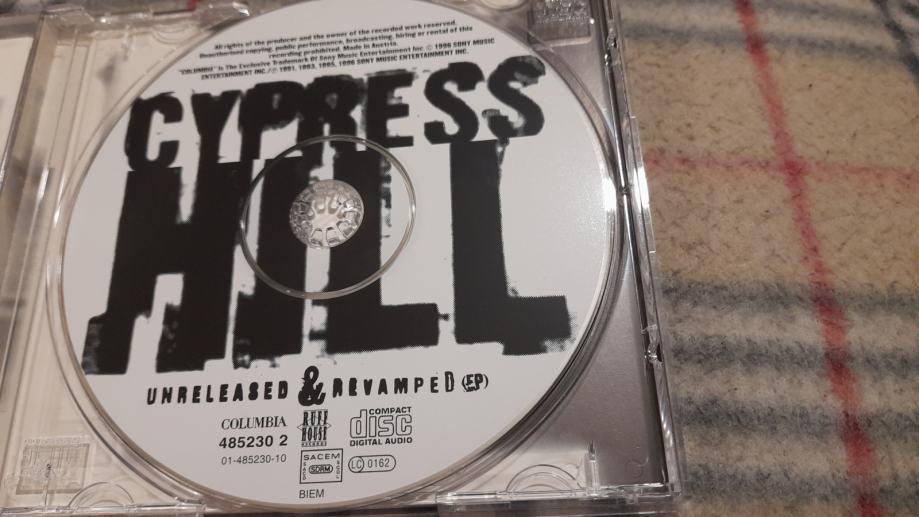 All rights of the producer and the owner of the recorded work reserved.
Unauthorised copying, public performance, broadcasting, hiring or rental of this
recording prohibited. Made in Austria.
"COLUMBIA" Is The Exclusive Trademark Of Sony Music Entertainment Inc. © 1996 SONY MUSIC
ENTERTAINMENT INC./℗ 1991, 1993, 1995, 1996 SONY MUSIC ENTERTAINMENT INC.
CYPRESS
HILL
UNRELEASED & REVAMPED (EP)
COLUMBIA
485230 2
01-485230-10
RUFF
HOUSE
RECORDS
COMPACT
disc
DIGITAL AUDIO
SACEM
SACD
SDRM
SGDL
LC 0162
BIEM